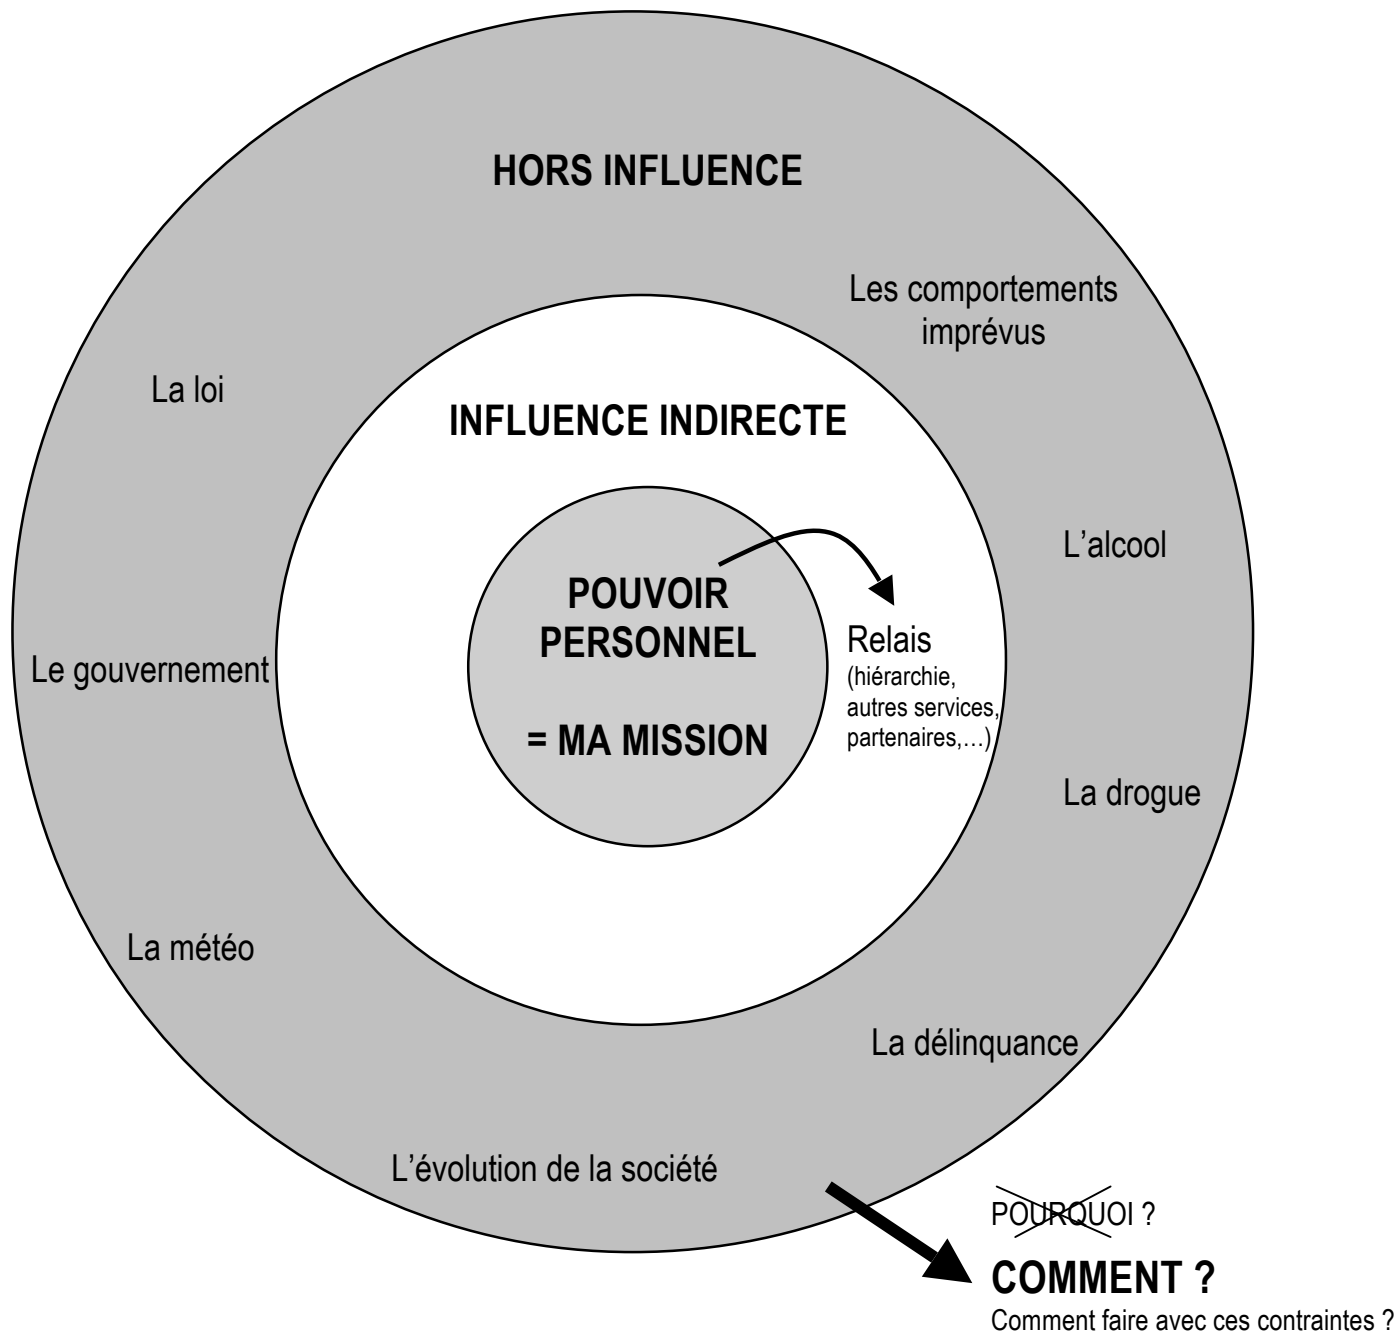 HORS INFLUENCE
Les comportements
imprévus
La loi
INFLUENCE INDIRECTE
L’alcool
POUVOIR
PERSONNEL
= MA MISSION
Relais
(hiérarchie,
autres services,
partenaires,…)
Le gouvernement
La drogue
La météo
La délinquance
L’évolution de la société
POURQUOI ?
COMMENT ?
Comment faire avec ces contraintes ?